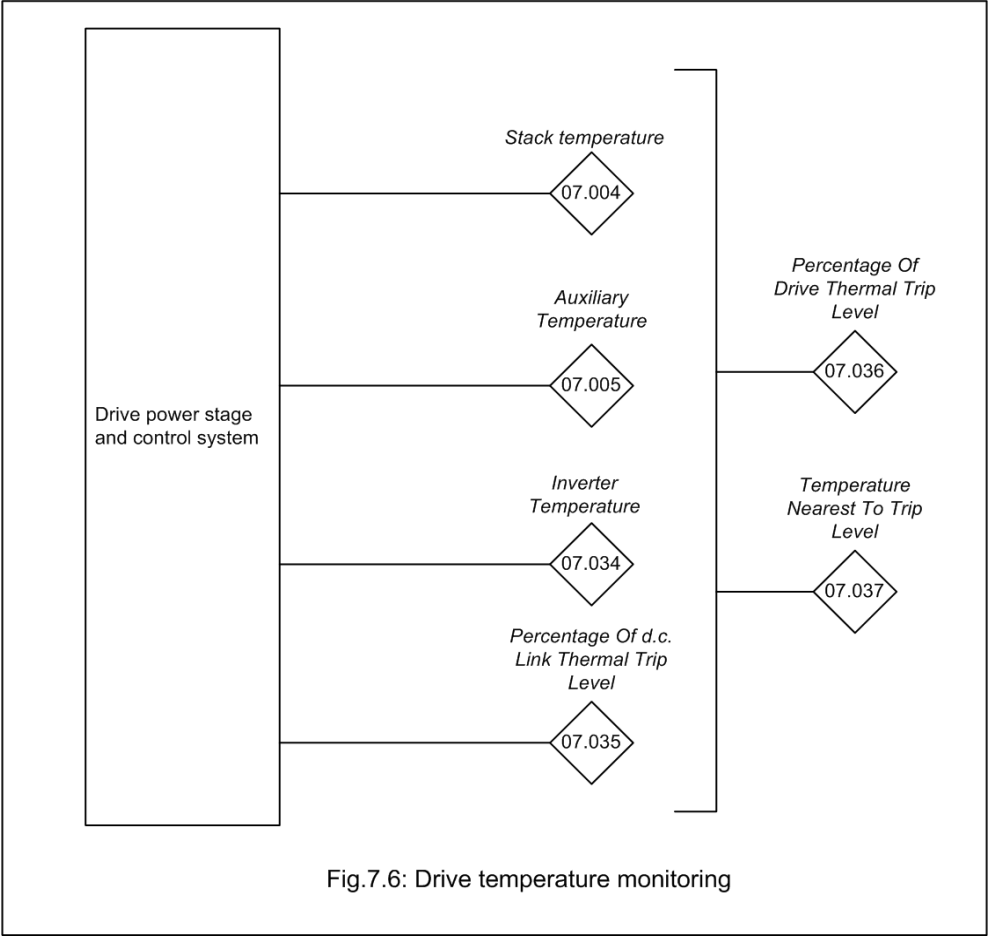 Stack temperature
07.004
Auxiliary
Temperature
07.005
Drive power stage
and control system
Inverter
Temperature
07.034
Percentage Of d.c.
Link Thermal Trip
Level
07.035
Percentage Of
Drive Thermal Trip
Level
07.036
Temperature
Nearest To Trip
Level
07.037
Fig.7.6: Drive temperature monitoring